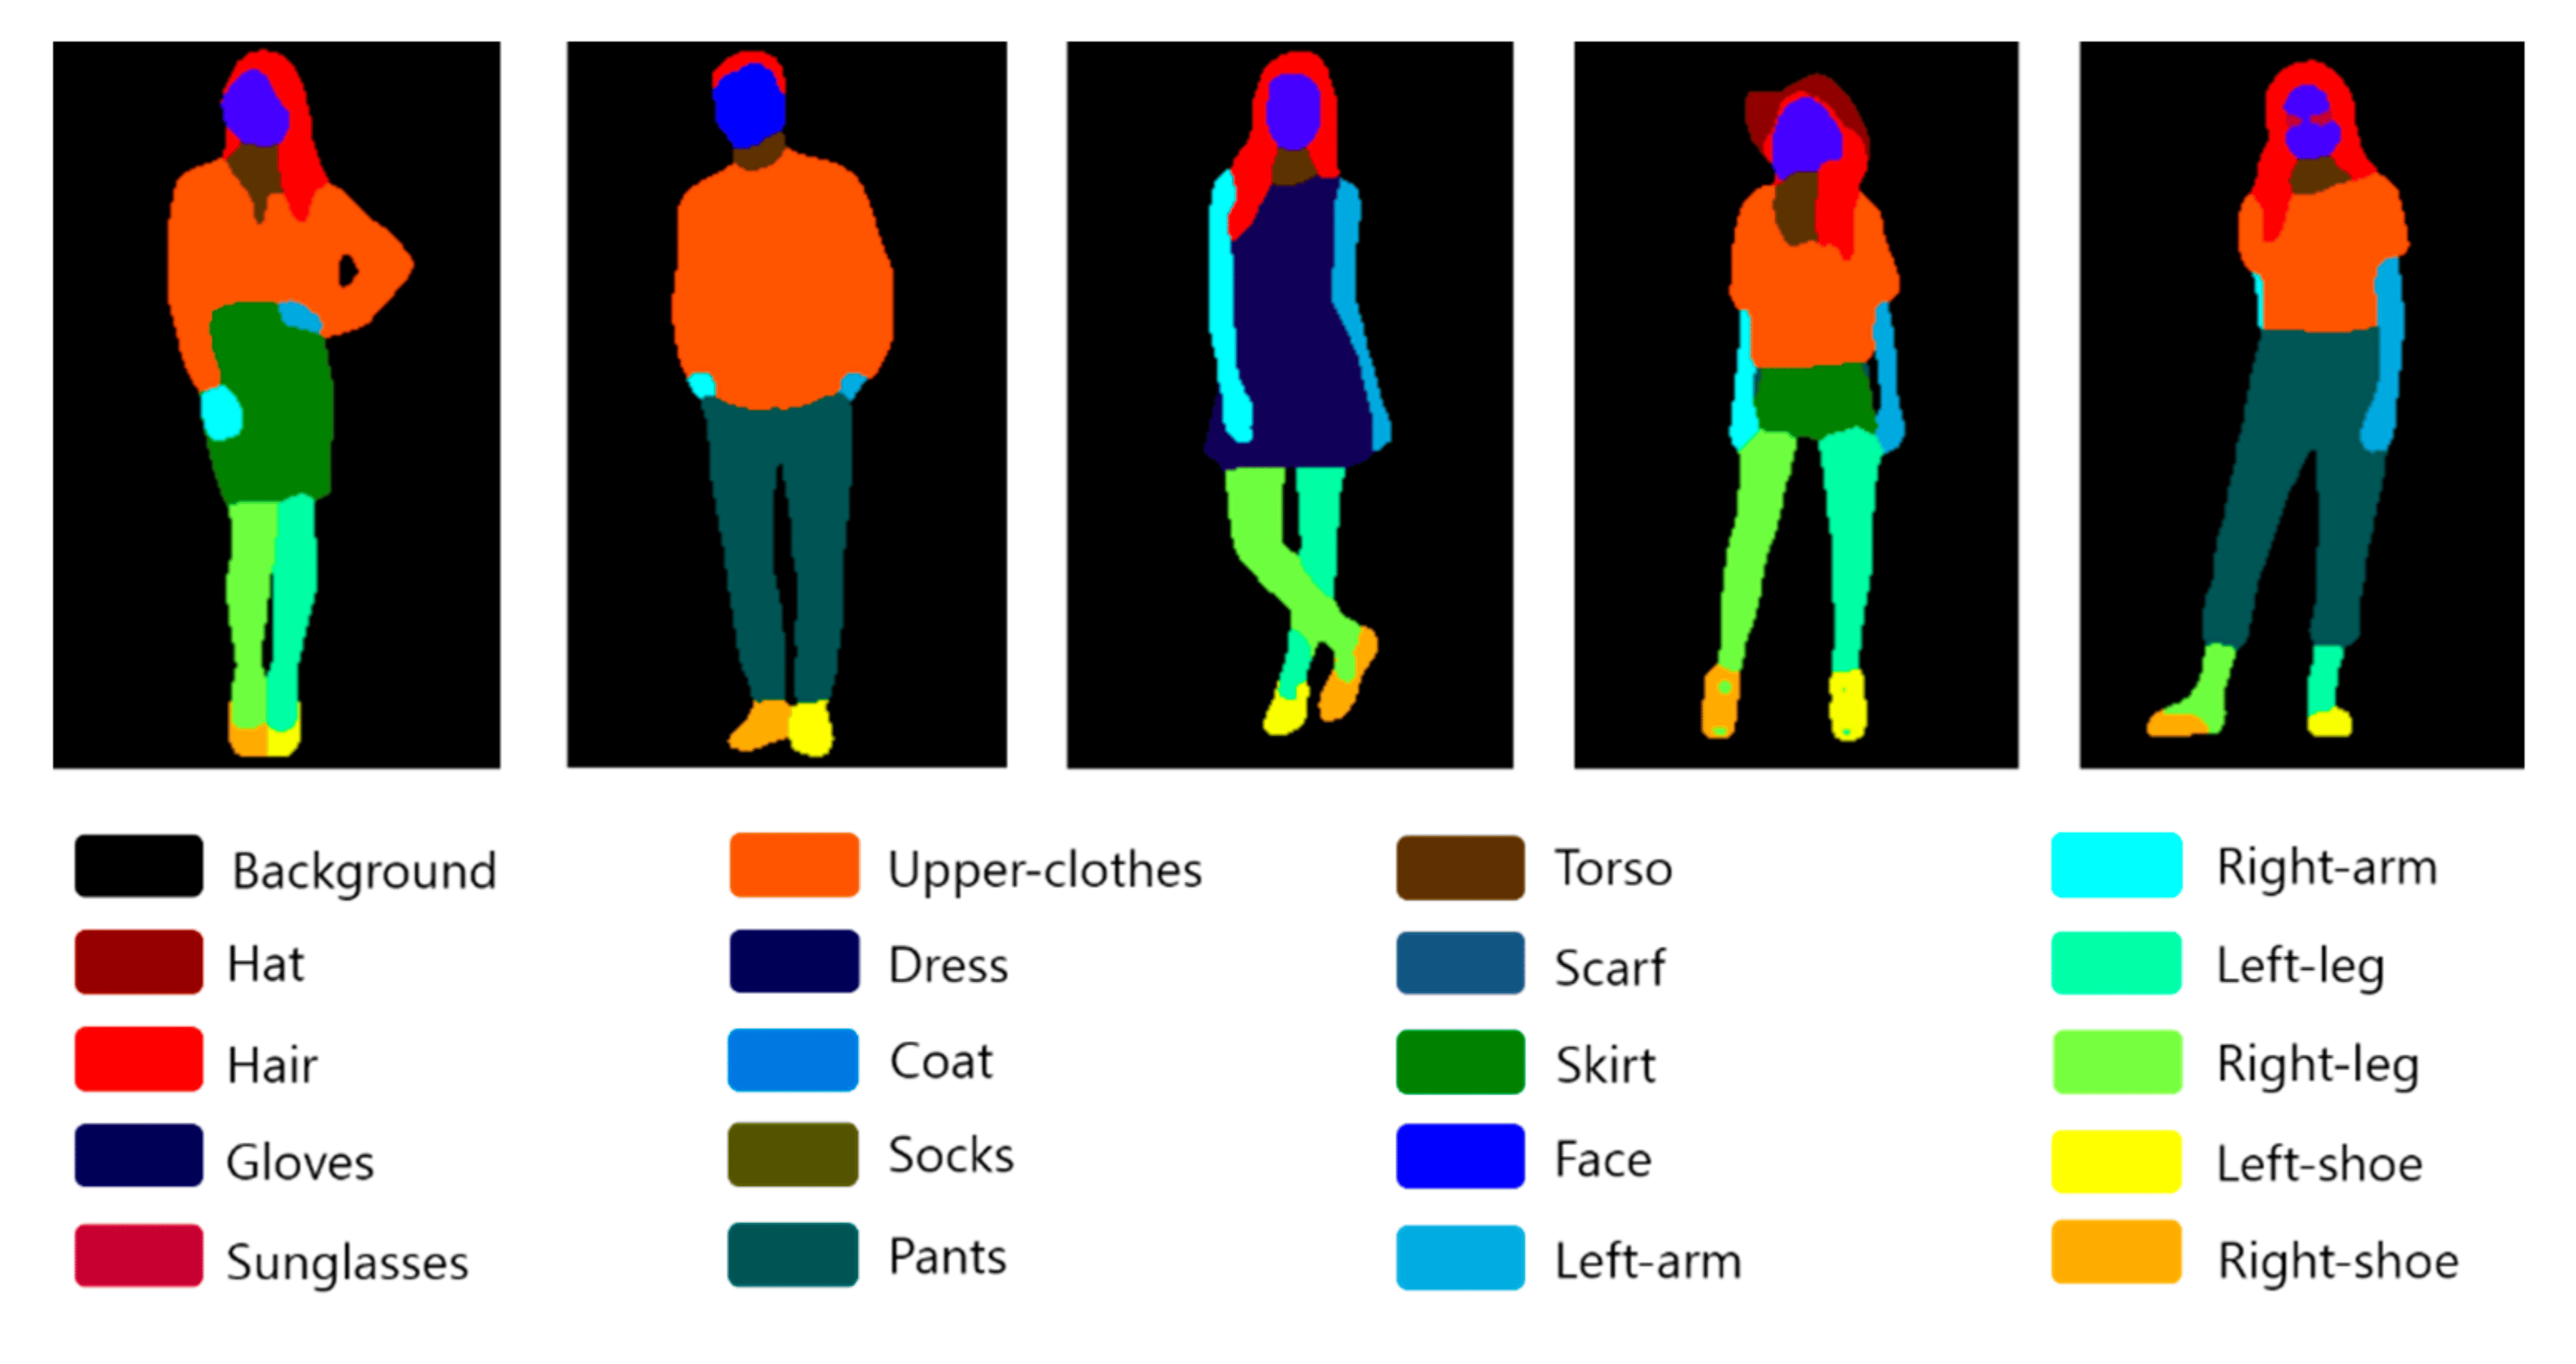 Background
Upper-clothes
Torso
Right-arm
Hat
Dress
Scarf
Left-leg
Hair
Coat
Skirt
Right-leg
Gloves
Socks
Face
Left-shoe
Sunglasses
Pants
Left-arm
Right-shoe